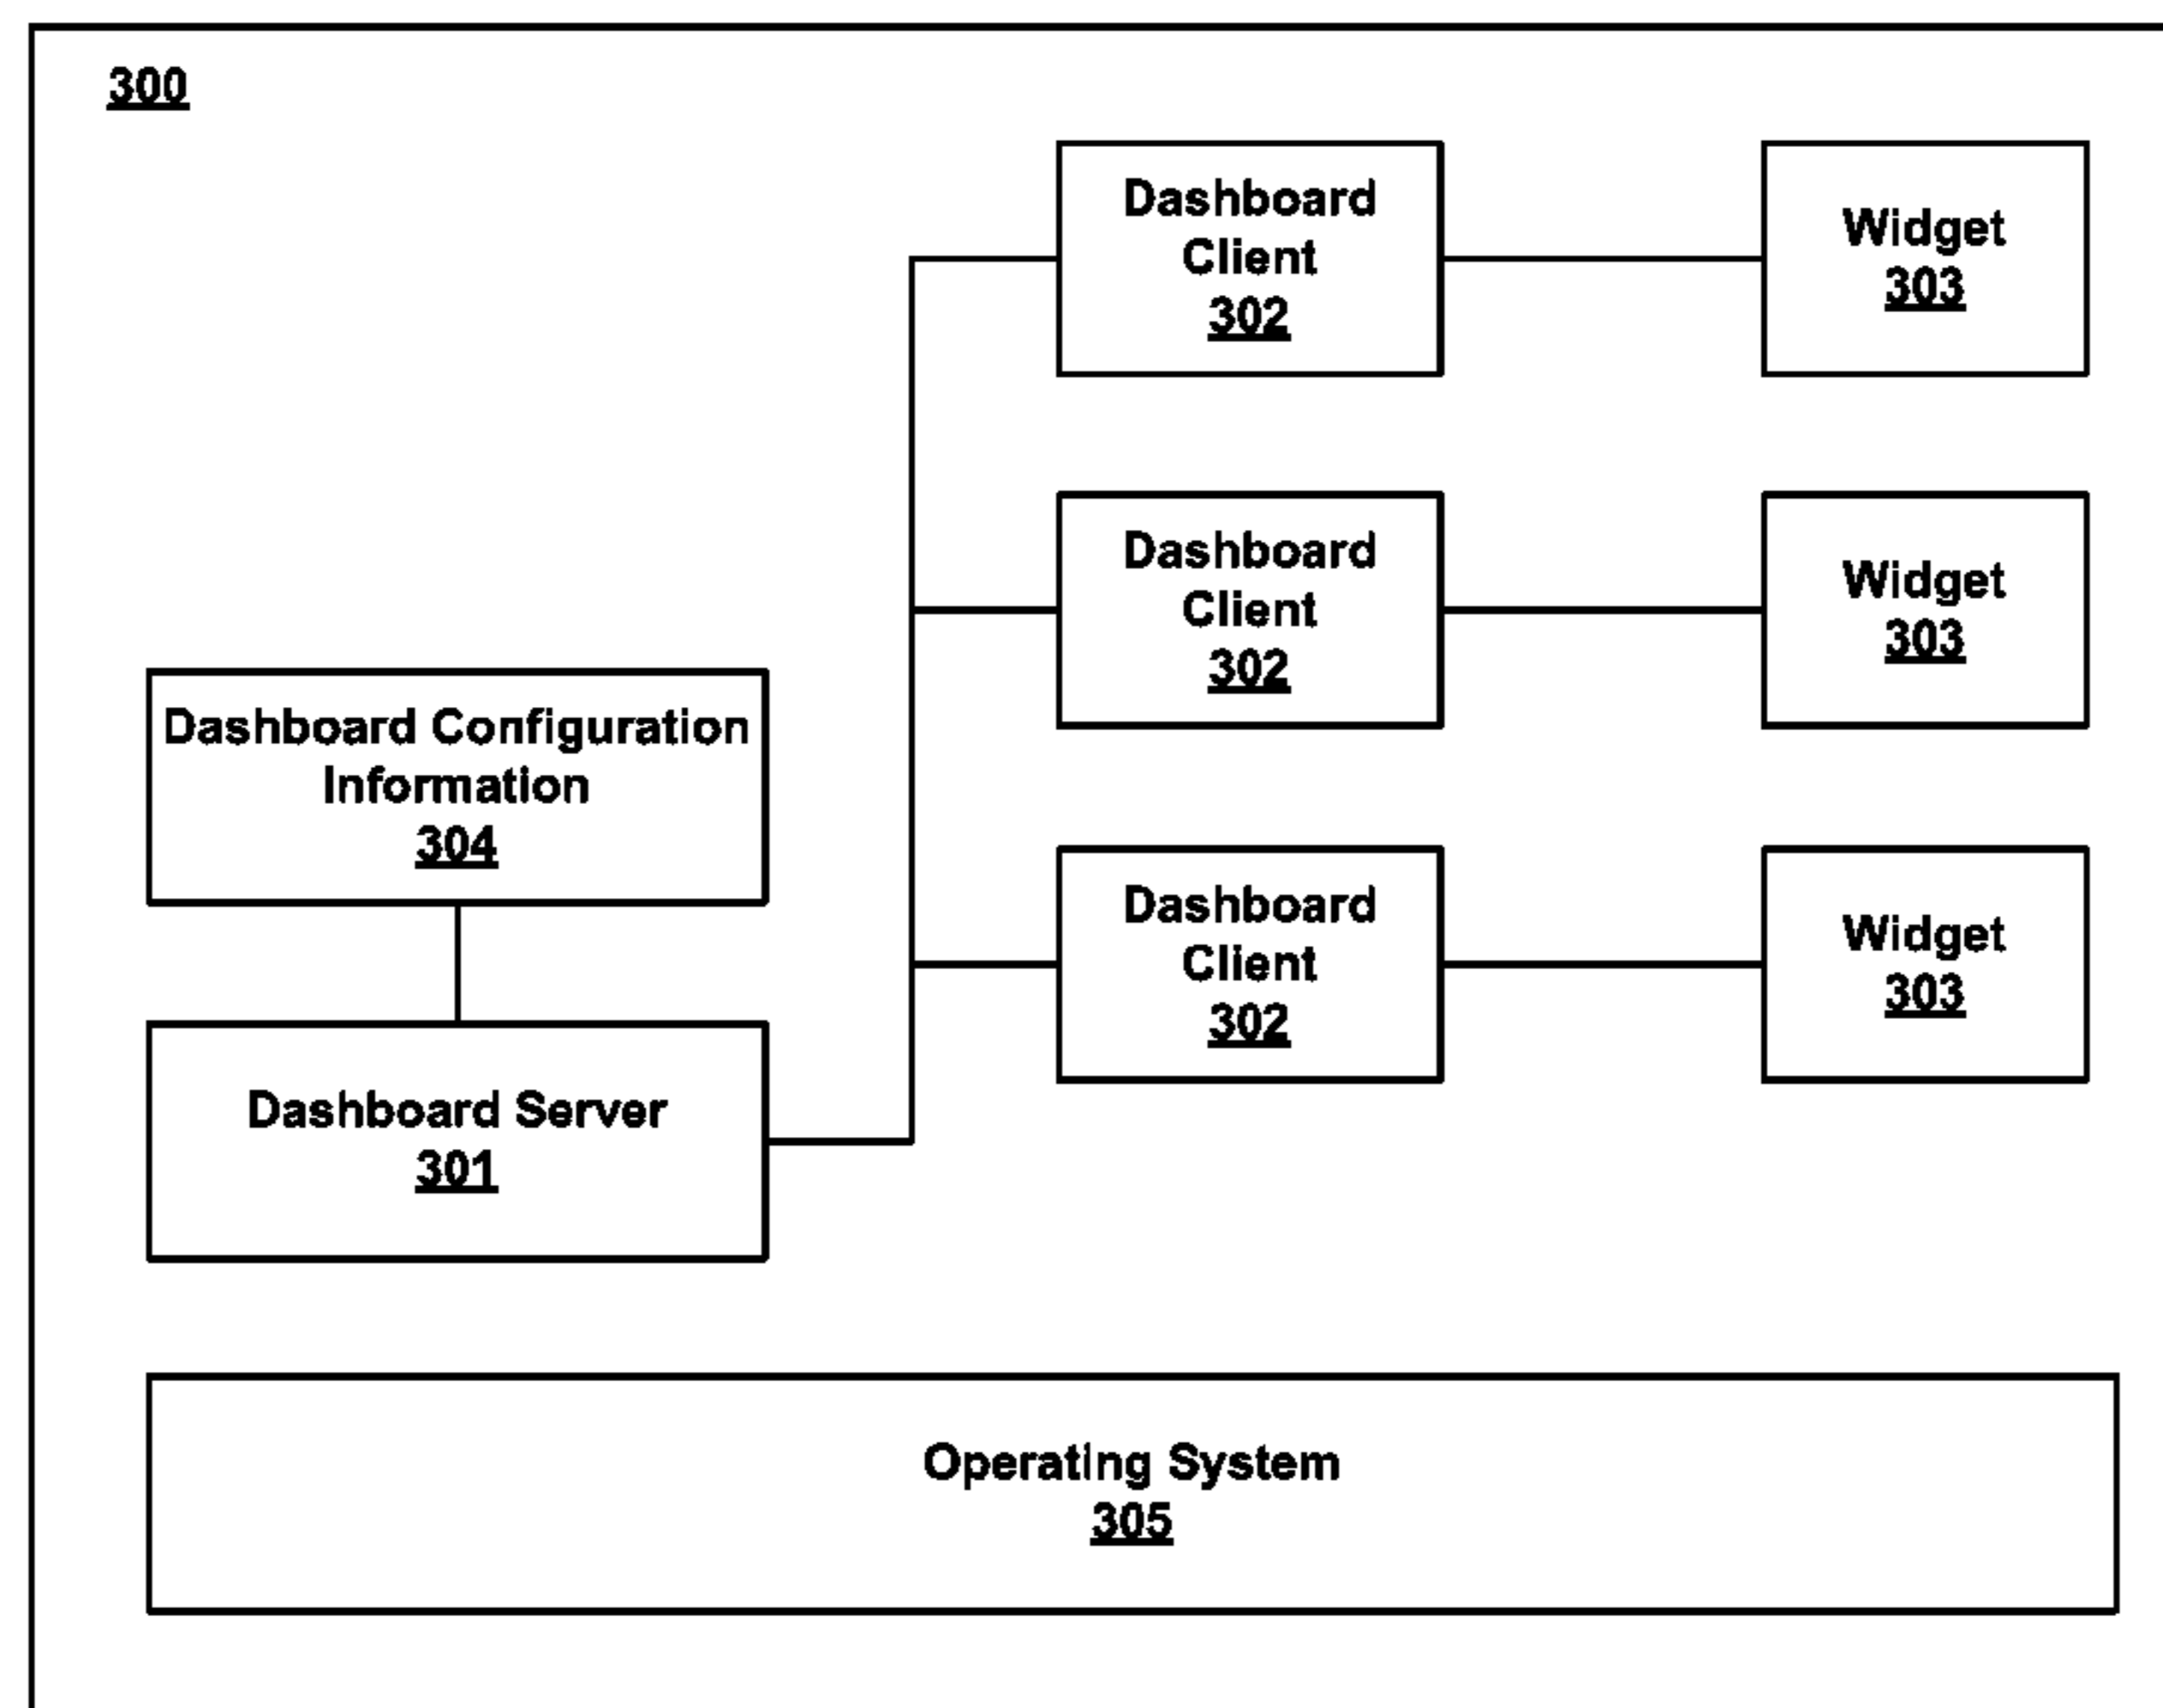 300
Dashboard
Client
302
Widget
303
Dashboard
Client
302
Widget
303
Dashboard Configuration
Information
304
Dashboard
Client
302
Widget
303
Dashboard Server
301
Operating System
305